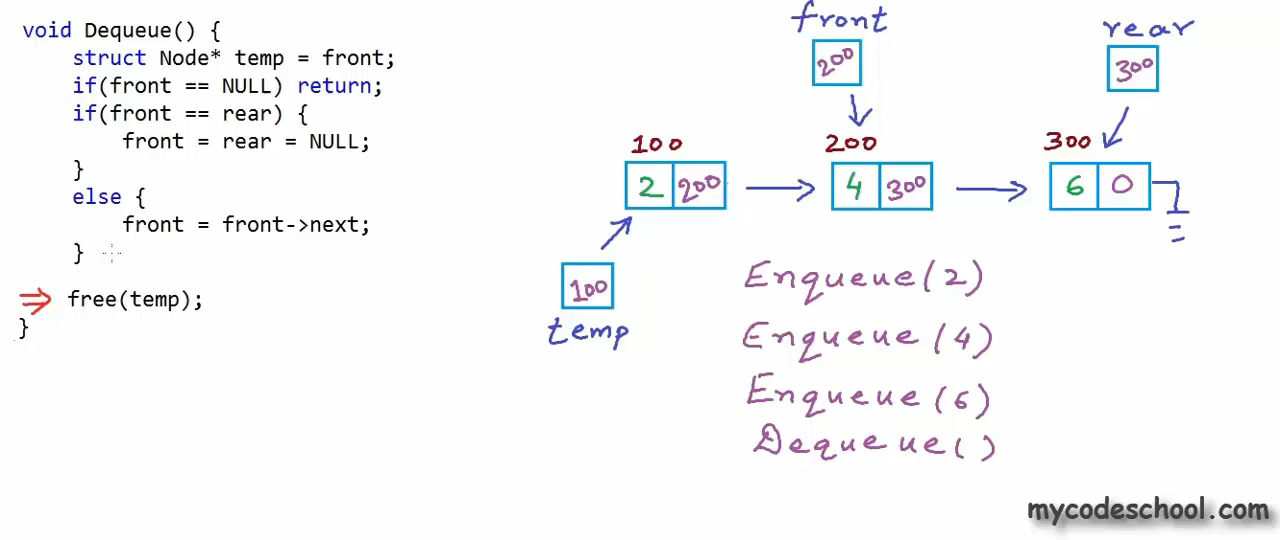 void Dequeue() {
struct Node* temp = front;
if(front == NULL) return;
if(front == rear) {
front = rear = NULL;
}
else {
front = front->next;
}
free(temp);
}
front
200
rear
300
100
200
300
2 200
4 300
6 0
100
temp
Enqueue(2)
Enqueue(4)
Enqueue(6)
Dequeue()
mycodeschool.com